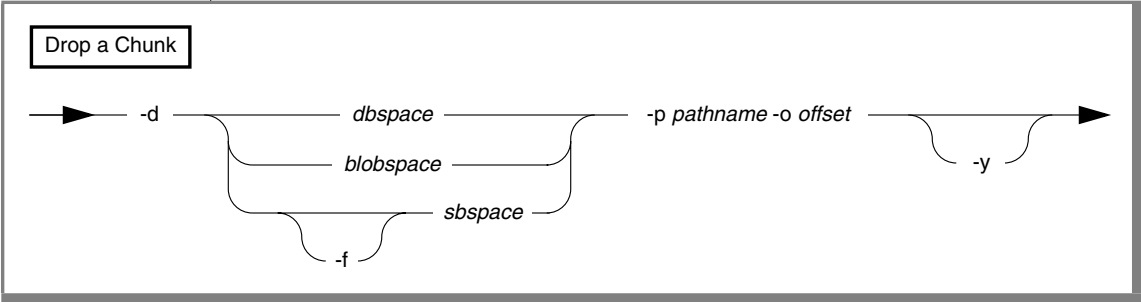 Drop a Chunk
-d dbspace -p pathname -o offset
blobspace -y
sbspace
-f